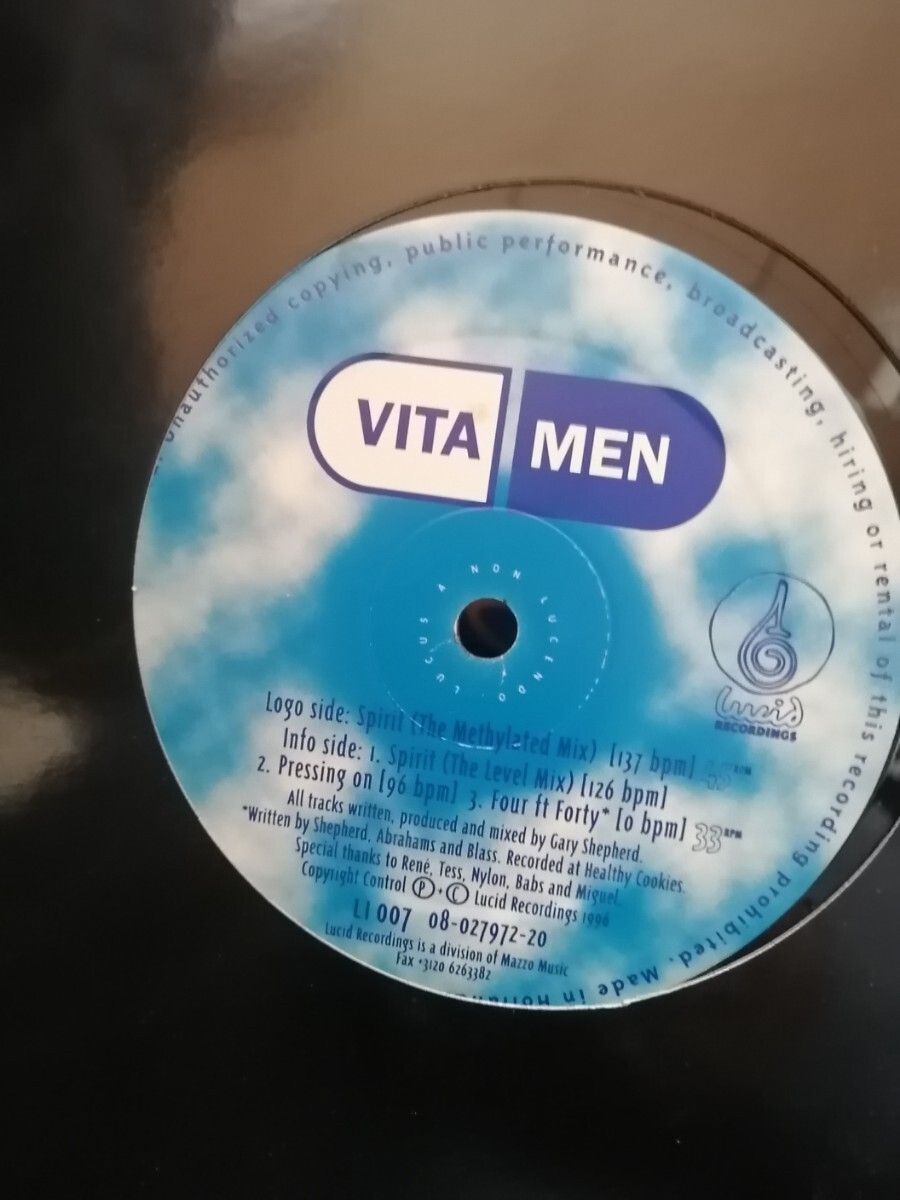 Unauthorized copying, public performance, broadcasting, hiring or rental of this recording prohibited. Made in Holland
VITA MEN
LUCUS A NON LUCENDO
Lucid
RECORDINGS
Logo side: Spirit (The Methylated Mix) [137 bpm] 33 RPM
Info side: 1. Spirit (The Level Mix) [126 bpm]
2. Pressing on [96 bpm] 3. Four ft Forty* [0 bpm] 33 RPM
All tracks written, produced and mixed by Gary Shepherd.
*Written by Shepherd, Abrahams and Blass. Recorded at Healthy Cookies.
Special thanks to René, Tess, Nylon, Babs and Miguel.
Copyright Control Ⓟ+© Lucid Recordings 1996
LI 007 08-027972-20
Lucid Recordings is a division of Mazzo Music
Fax +3120 6263382